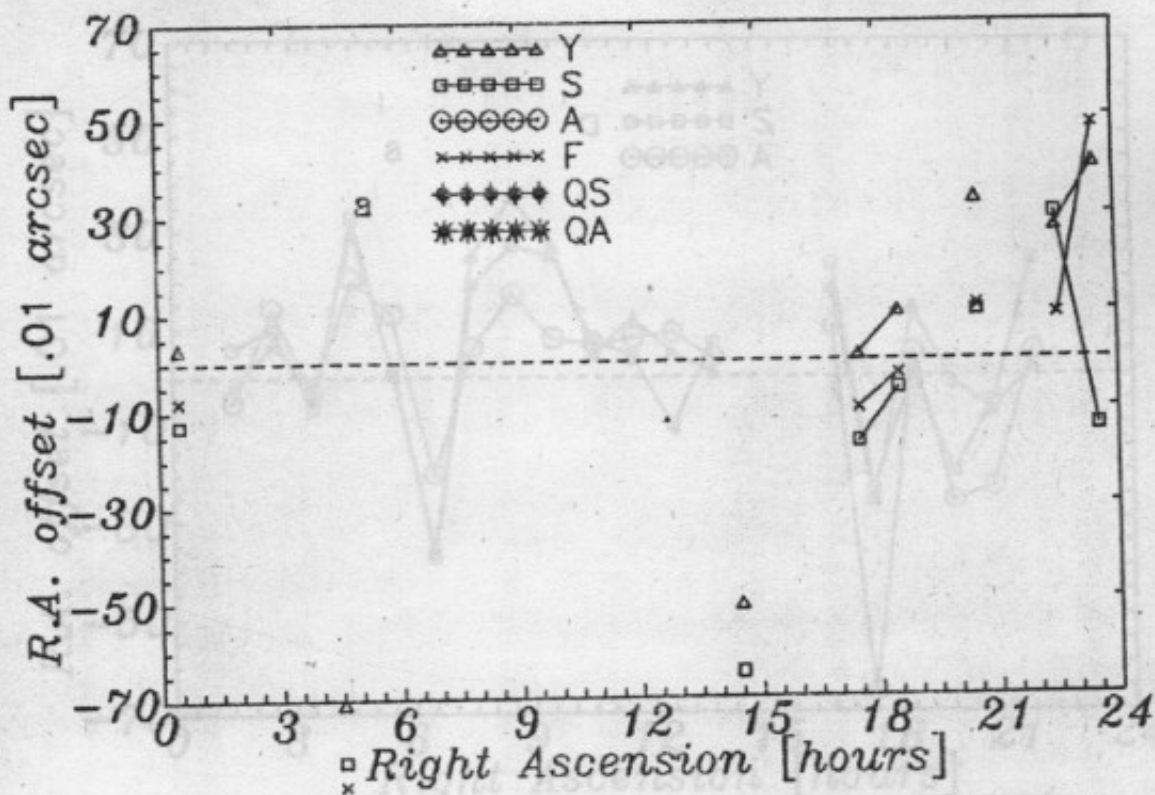 70
50
30
10
-10
-30
-50
-70
R.A. offset [.01 arcsec]
Y
S
A
F
QS
QA
0 3 6 9 12 15 18 21 24
Right Ascension [hours]